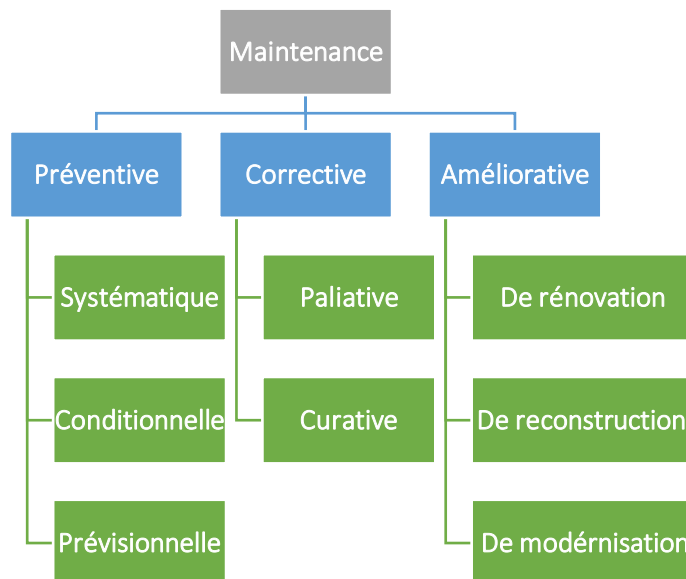 Maintenance
Préventive
Corrective
Améliorative
Systématique
Paliative
De rénovation
Conditionnelle
Curative
De reconstruction
Prévisionnelle
De modérnisation